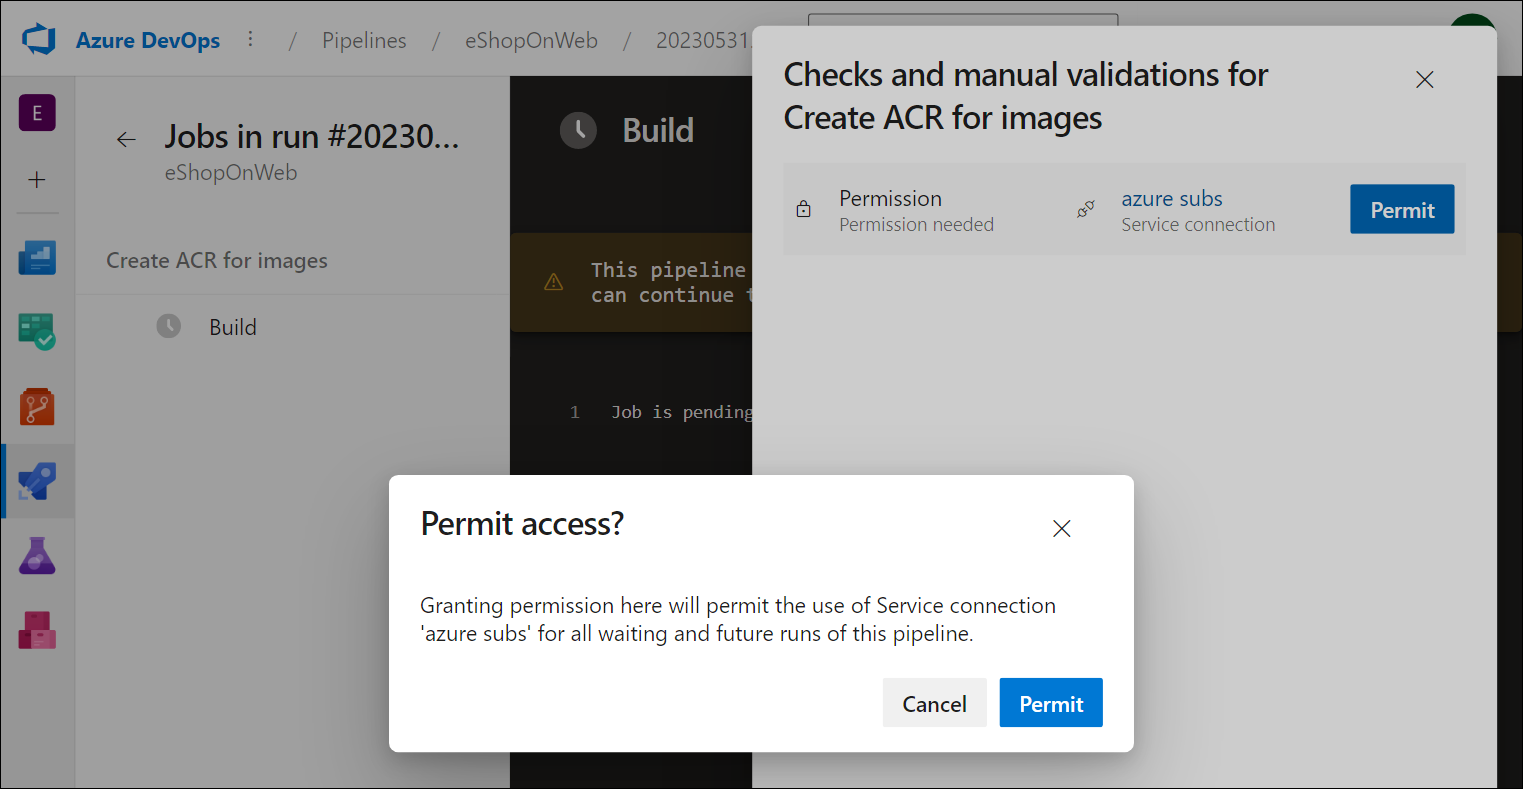 Azure DevOps / Pipelines / eShopOnWeb / 20230531
E
Jobs in run #20230...
eShopOnWeb
Create ACR for images
Build
Build
This pipeline
can continue
1 Job is pending
Checks and manual validations for
Create ACR for images
Permission
Permission needed
azure subs
Service connection
Permit
Permit access?
Granting permission here will permit the use of Service connection
'azure subs' for all waiting and future runs of this pipeline.
Cancel
Permit